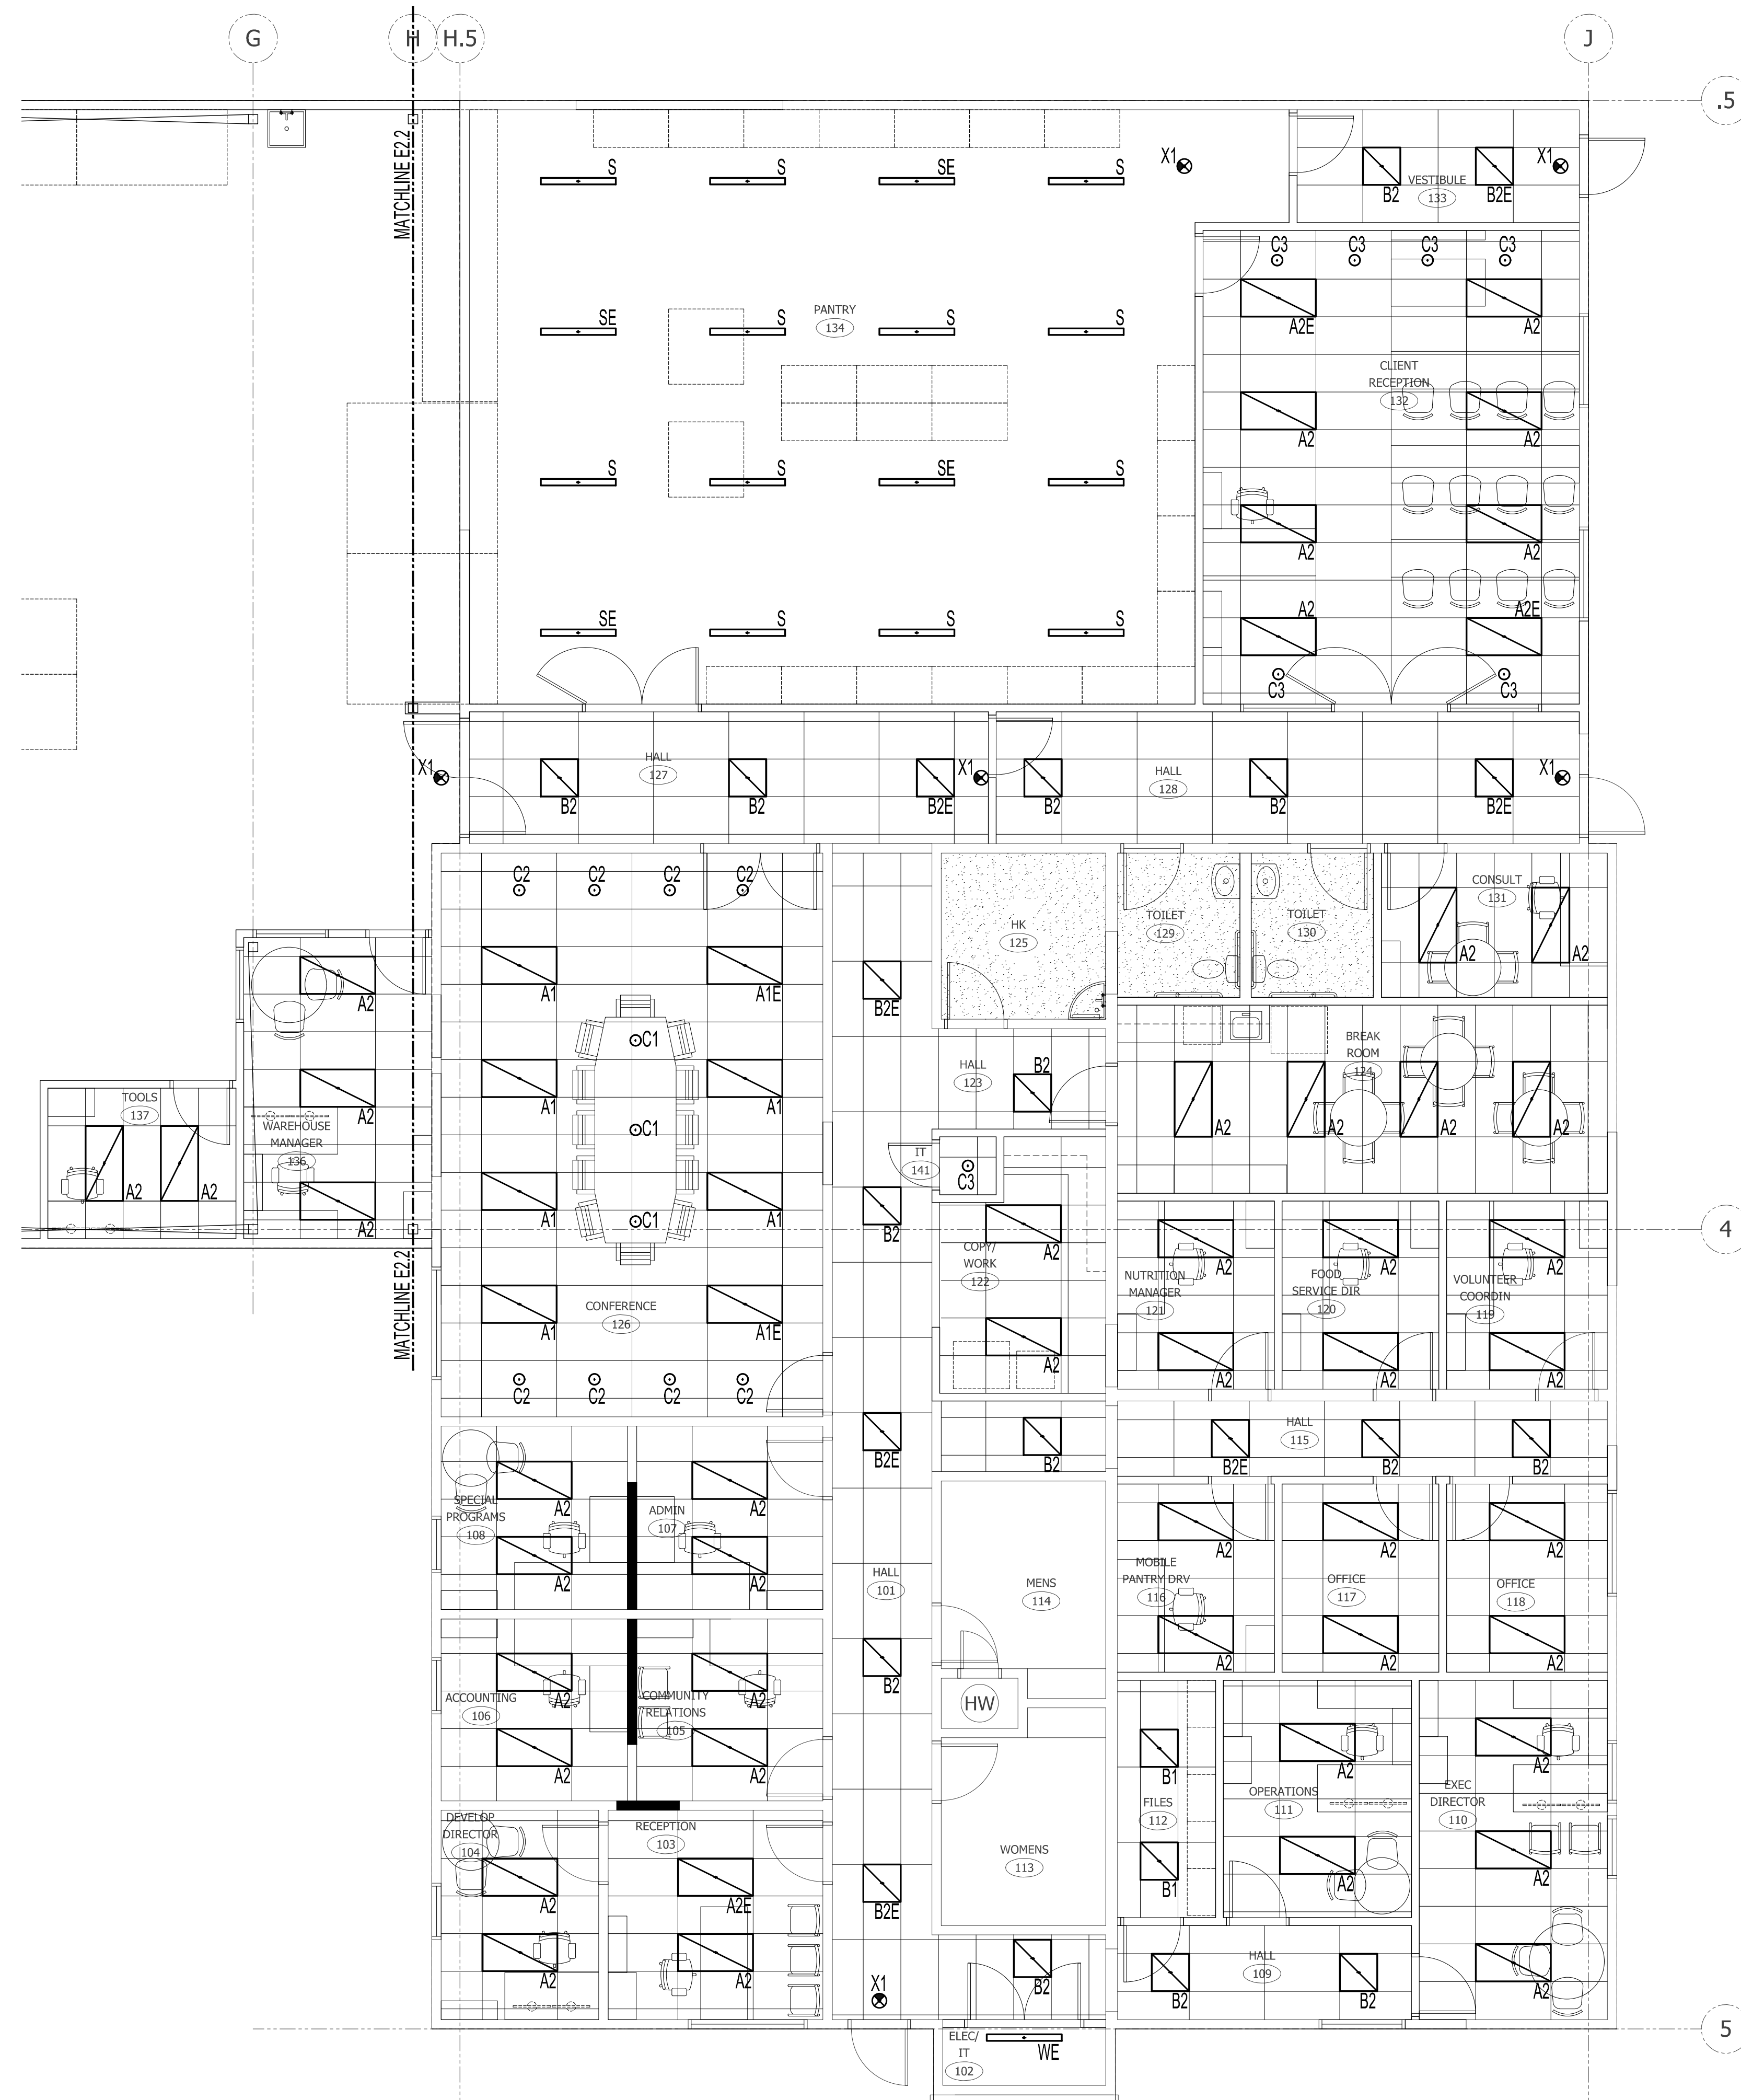 G
H
H.5
J
.5
MATCHLINE E2.2
S
S
SE
S
X1
X1
B2
VESTIBULE
133
B2E
C3
C3
C3
C3
SE
S
S
S
PANTRY
134
A2E
A2
CLIENT
RECEPTION
132
A2
A2
S
S
SE
S
A2
A2
SE
S
S
S
A2
A2E
C3
C3
X1
HALL
127
B2
B2
B2E
X1
HALL
128
B2
B2
B2E
X1
C2
C2
C2
C2
HK
125
TOILET
129
TOILET
130
CONSULT
131
A2
A2
A2
A1
A1E
B2E
C1
BREAK
ROOM
124
HALL
123
B2
TOOLS
137
A2
A2
WAREHOUSE
MANAGER
136
A2
A2
A1
A1
C1
A2
A2
A2
A2
IT
141
C3
A1
A1
C1
B2
4
COPY/
WORK
122
A2
A2
NUTRITION
MANAGER
121
A2
A2
FOOD
SERVICE DIR
120
A2
A2
VOLUNTEER
COORDIN
119
A2
A2
MATCHLINE E2.2
CONFERENCE
126
A1
A1E
C2
C2
C2
C2
B2E
B2
HALL
115
B2E
B2
B2
SPECIAL
PROGRAMS
108
A2
A2
ADMIN
107
A2
A2
HALL
101
MENS
114
MOBILE
PANTRY DRV
116
A2
A2
OFFICE
117
A2
A2
OFFICE
118
A2
A2
ACCOUNTING
106
A2
A2
COMMUNITY
RELATIONS
105
A2
A2
B2
HW
B1
FILES
112
B1
OPERATIONS
111
A2
A2
EXEC
DIRECTOR
110
A2
A2
A2
DEVELOP
DIRECTOR
104
A2
A2
RECEPTION
103
A2E
A2
WOMENS
113
B2E
X1
B2
HALL
109
B2
B2
ELEC/
IT
102
WE
5